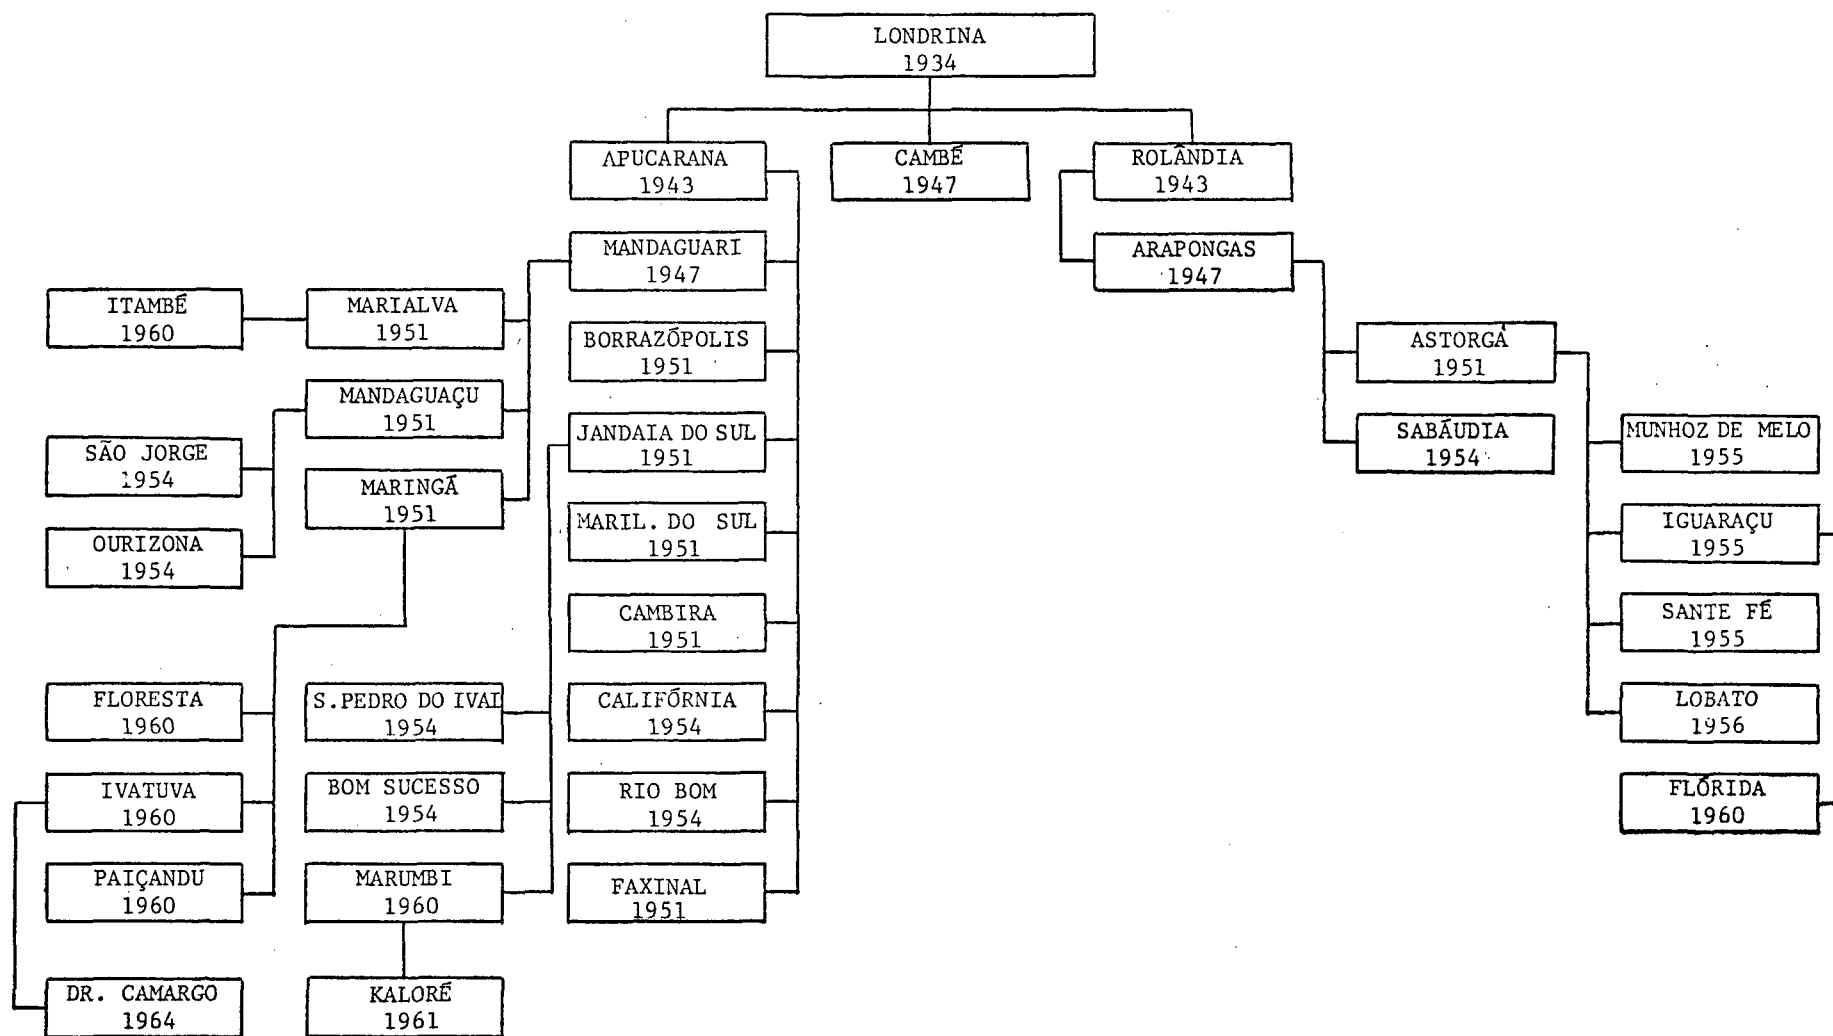 LONDRINA
1934
APUCARANA
1943
CAMBÉ
1947
ROLÂNDIA
1943
MANDAGUARI
1947
ARAPONGAS
1947
ITAMBÉ
1960
MARIALVA
1951
BORRAZÓPOLIS
1951
ASTORGÁ
1951
MANDAGUAÇU
1951
JANDAIA DO SUL
1951
SABÁUDIA
1954
MUNHOZ DE MELO
1955
SÃO JORGE
1954
MARINGÁ
1951
MARIL. DO SUL
1951
IGUARAÇU
1955
OURIZONA
1954
CAMBIRA
1951
SANTE FÉ
1955
FLORESTA
1960
S.PEDRO DO IVAI
1954
CALIFÓRNIA
1954
LOBATO
1956
IVATUVA
1960
BOM SUCESSO
1954
RIO BOM
1954
FLÓRIDA
1960
PAIÇANDU
1960
MARUMBI
1960
FAXINAL
1951
DR. CAMARGO
1964
KALORÉ
1961